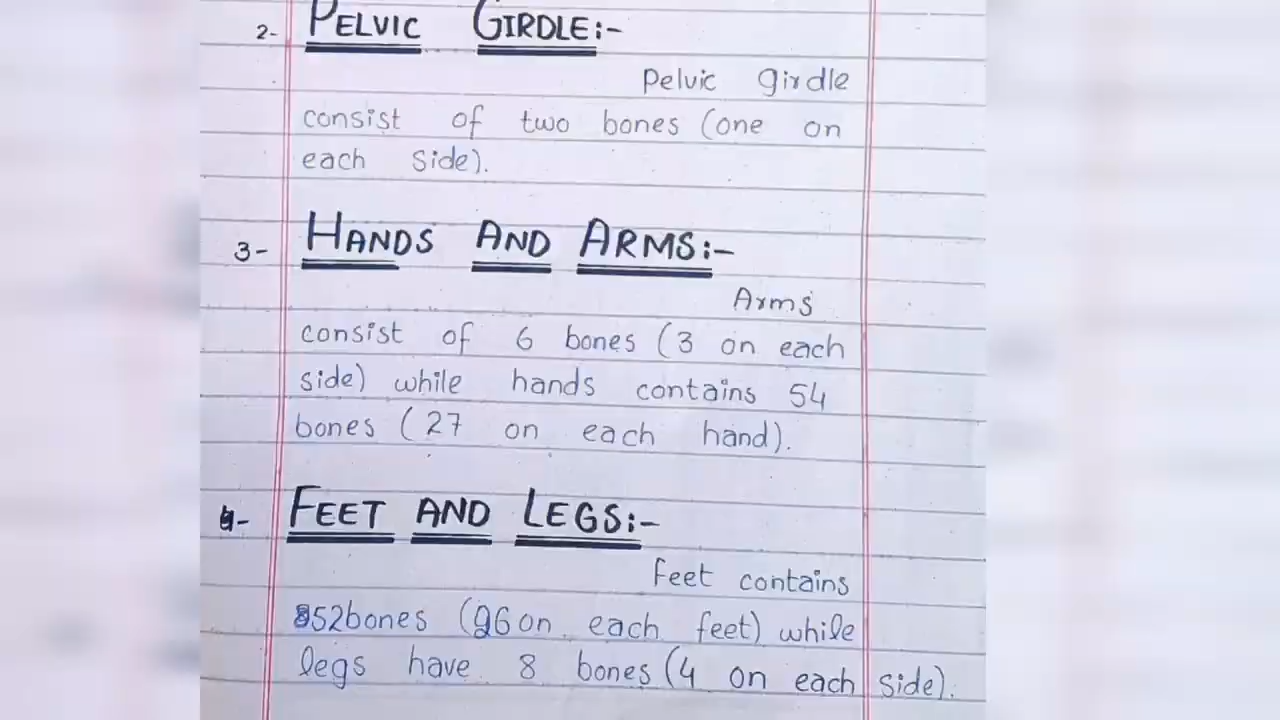 2- PELVIC GIRDLE:-
Pelvic girdle
consist of two bones (one on
each side).
3- HANDS AND ARMS:-
Arms
consist of 6 bones (3 on each
side) while hands contains 54
bones (27 on each hand).
4- FEET AND LEGS:-
Feet contains
52bones (26 on each feet) while
legs have 8 bones (4 on each side).